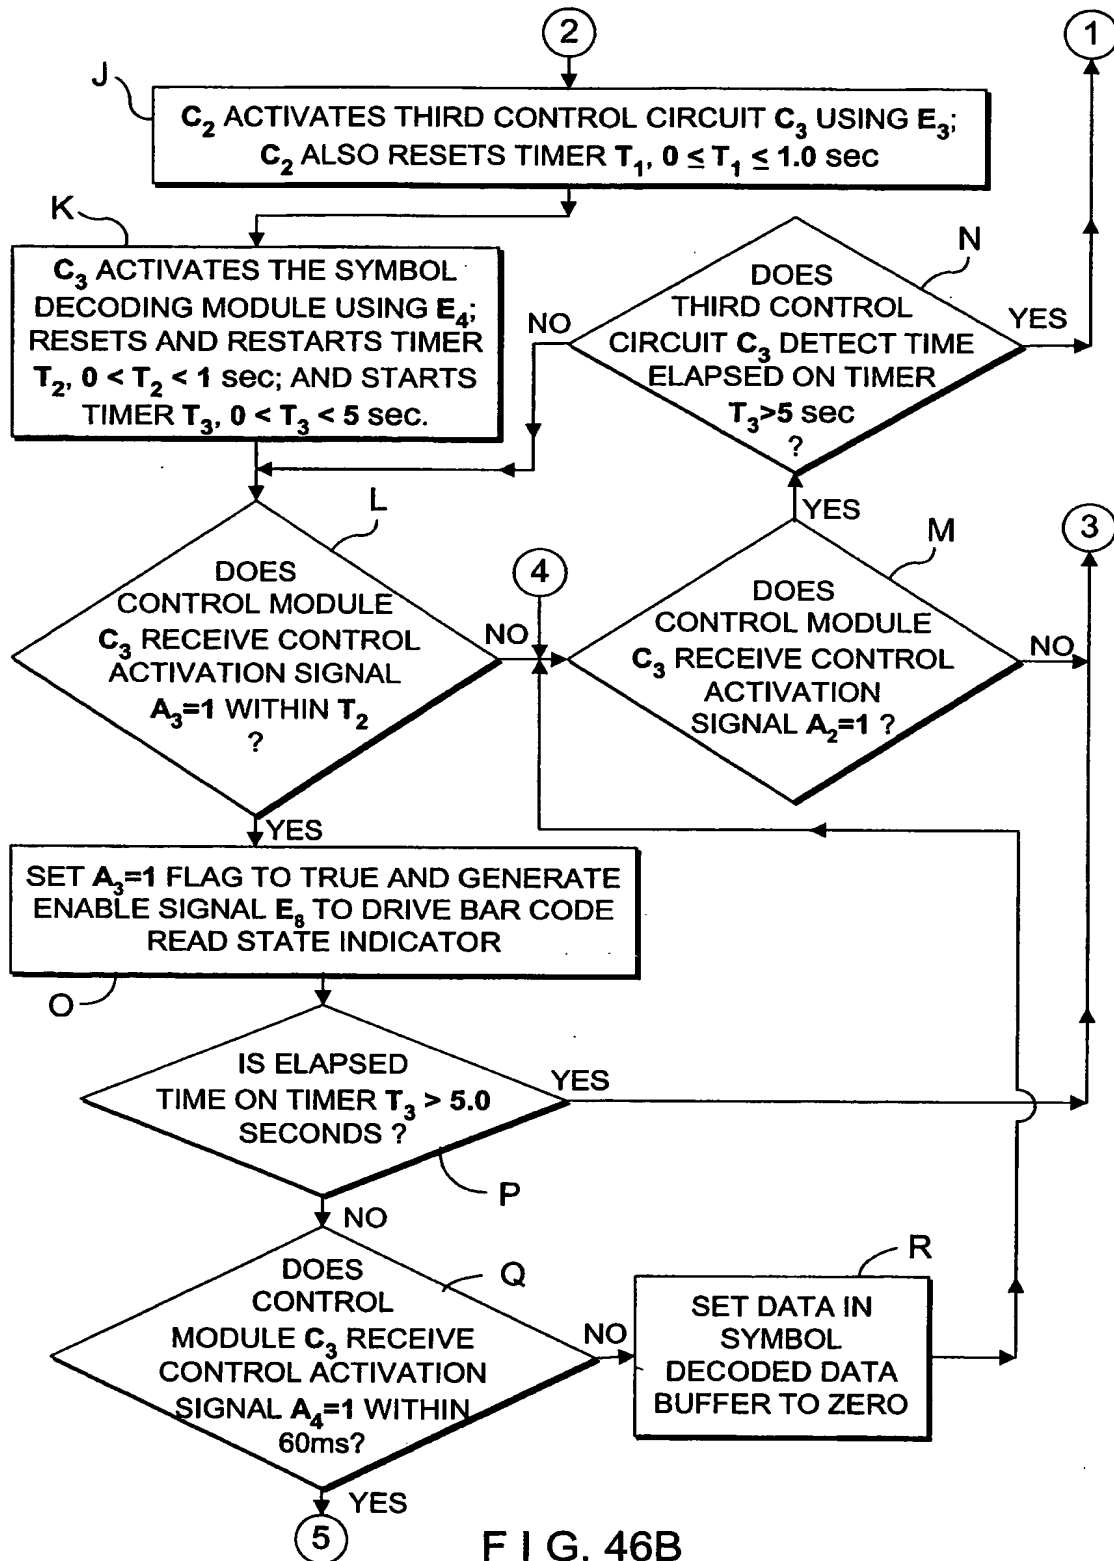 2
1
J
C2 ACTIVATES THIRD CONTROL CIRCUIT C3 USING E3;
C2 ALSO RESETS TIMER T1, 0 ≤ T1 ≤ 1.0 sec
K
C3 ACTIVATES THE SYMBOL
DECODING MODULE USING E4;
RESETS AND RESTARTS TIMER
T2, 0 < T2 < 1 sec; AND STARTS
TIMER T3, 0 < T3 < 5 sec.
N
DOES
THIRD CONTROL
CIRCUIT C3 DETECT TIME
ELAPSED ON TIMER
T3>5 sec
?
NO
YES
L
DOES
CONTROL MODULE
C3 RECEIVE CONTROL
ACTIVATION SIGNAL
A3=1 WITHIN T2
?
NO
YES
4
M
DOES
CONTROL MODULE
C3 RECEIVE CONTROL
ACTIVATION
SIGNAL A2=1 ?
YES
NO
3
SET A3=1 FLAG TO TRUE AND GENERATE
ENABLE SIGNAL E8 TO DRIVE BAR CODE
READ STATE INDICATOR
O
IS ELAPSED
TIME ON TIMER T3 > 5.0
SECONDS ?
YES
P
NO
DOES
CONTROL
MODULE C3 RECEIVE
CONTROL ACTIVATION
SIGNAL A4=1 WITHIN
60ms?
Q
NO
R
SET DATA IN
SYMBOL
DECODED DATA
BUFFER TO ZERO
YES
5
FIG. 46B